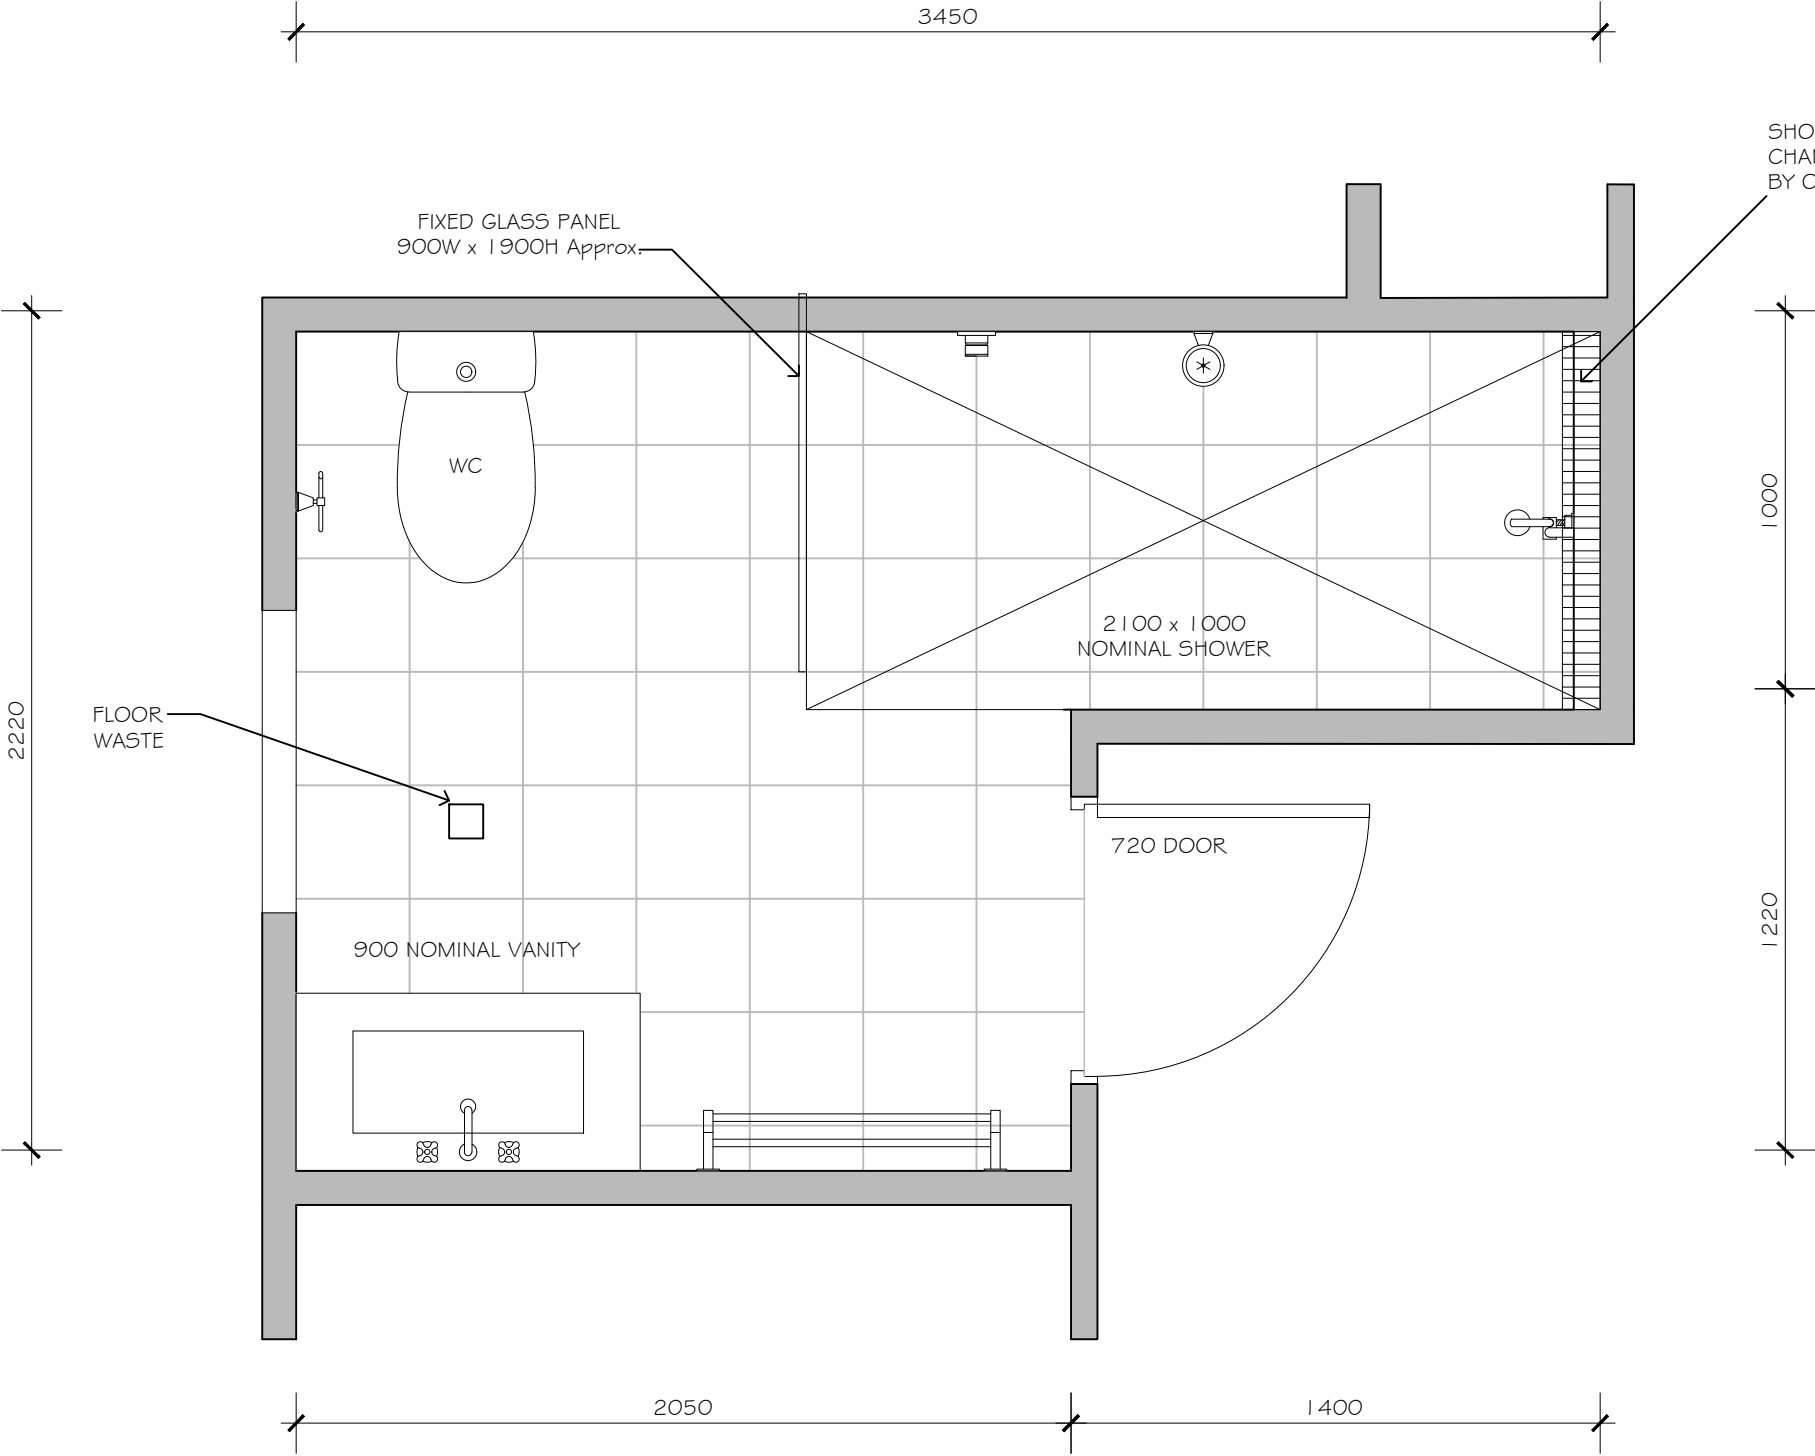 3450
SHO
CHA
BY
FIXED GLASS PANEL
900W x 1900H Approx.
WC
1000
2100 x 1000
NOMINAL SHOWER
2220
FLOOR
WASTE
720 DOOR
1220
900 NOMINAL VANITY
2050
1400